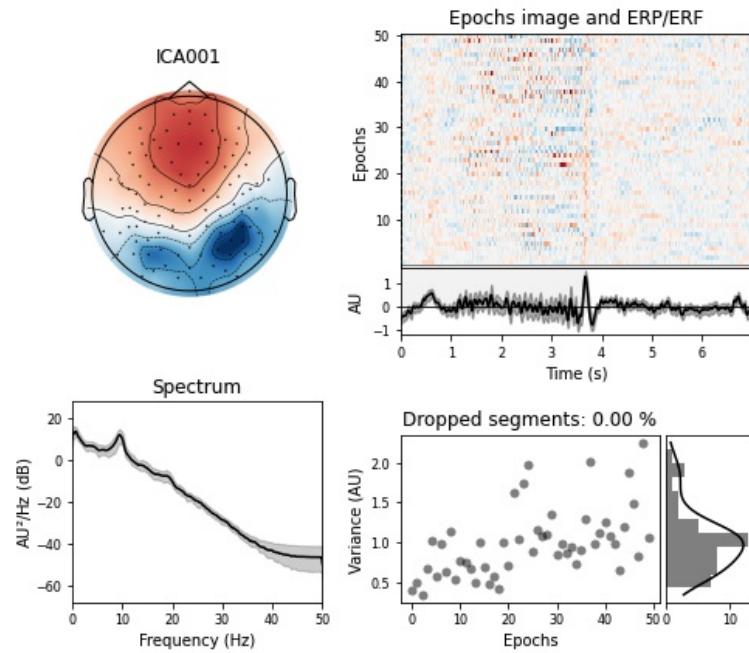 ICA001
Epochs image and ERP/ERF
Epochs
50
40
30
20
10
AU
1
0
−1
0 1 2 3 4 5 6
Time (s)
Spectrum
AU²/Hz (dB)
20
0
−20
−40
−60
0 10 20 30 40 50
Frequency (Hz)
Dropped segments: 0.00 %
Variance (AU)
2.0
1.5
1.0
0.5
0 10 20 30 40 50
Epochs
10